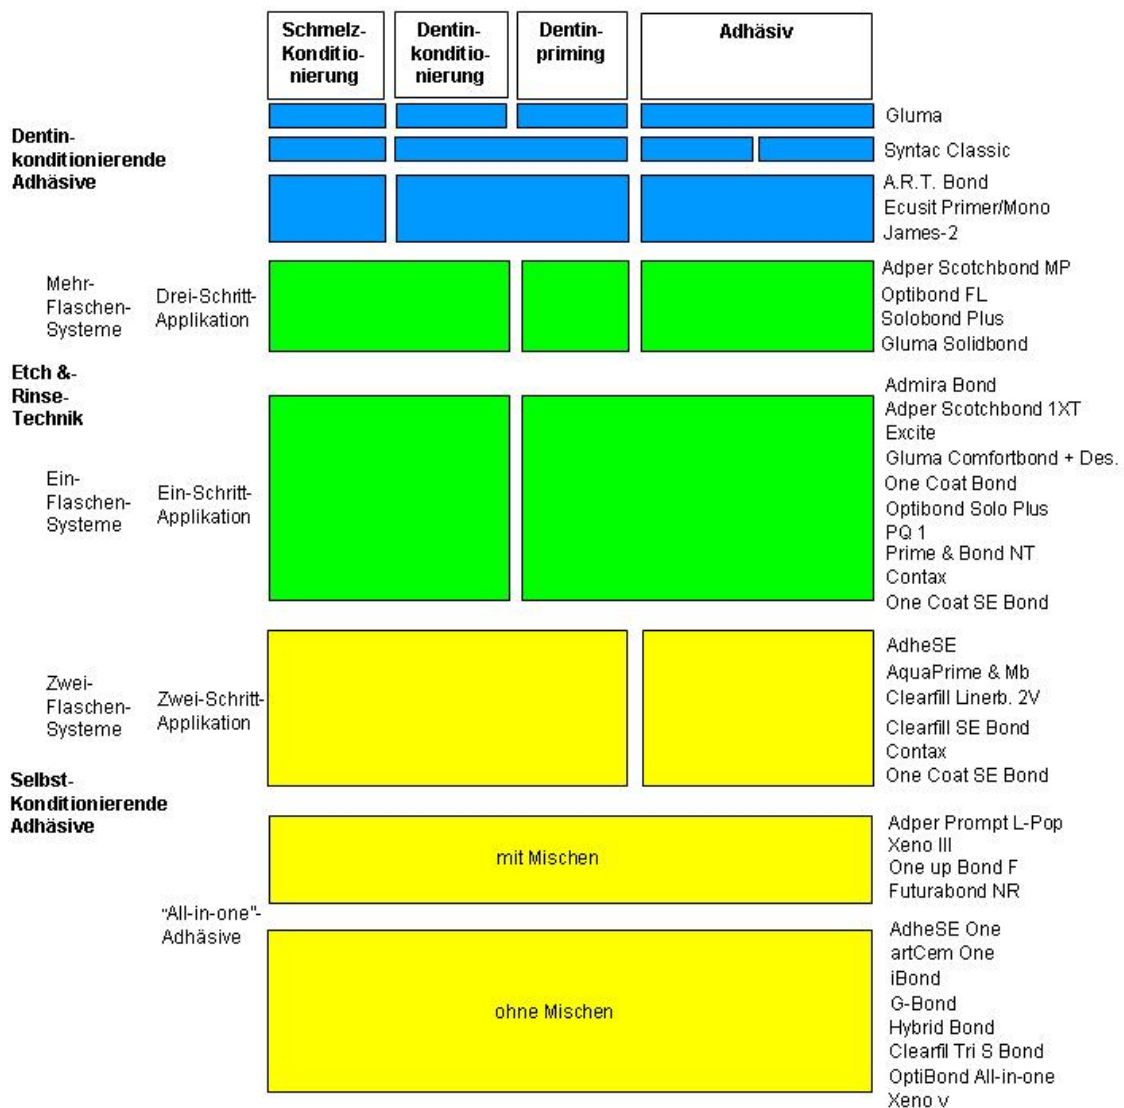 Schmelz-
Konditio-
nierung
Dentin-
konditio-
nierung
Dentin-
priming
Adhäsiv
Dentin-
konditionierende
Adhäsive
Gluma
Syntac Classic
A.R.T. Bond
Ecusit Primer/Mono
James-2
Mehr-
Flaschen-
Systeme
Drei-Schritt-
Applikation
Adper Scotchbond MP
Optibond FL
Solobond Plus
Gluma Solidbond
Etch &-
Rinse-
Technik
Ein-
Flaschen-
Systeme
Ein-Schritt-
Applikation
Admira Bond
Adper Scotchbond 1XT
Excite
Gluma Comfortbond + Des.
One Coat Bond
Optibond Solo Plus
PQ 1
Prime & Bond NT
Contax
One Coat SE Bond
Zwei-
Flaschen-
Systeme
Zwei-Schritt-
Applikation
AdheSE
AquaPrime & Mb
Clearfill Linerb. 2V
Clearfill SE Bond
Contax
One Coat SE Bond
Selbst-
Konditionierende
Adhäsive
mit Mischen
Adper Prompt L-Pop
Xeno III
One up Bond F
Futurabond NR
"All-in-one"-
Adhäsive
ohne Mischen
AdheSE One
artCem One
iBond
G-Bond
Hybrid Bond
Clearfil Tri S Bond
OptiBond All-in-one
Xeno v